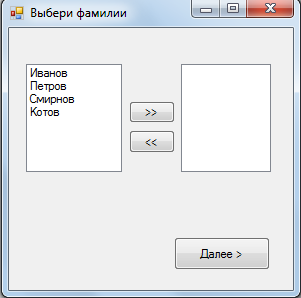 Выбери фамилии
Иванов
Петров
Смирнов
Котов
>>
<<
Далее >